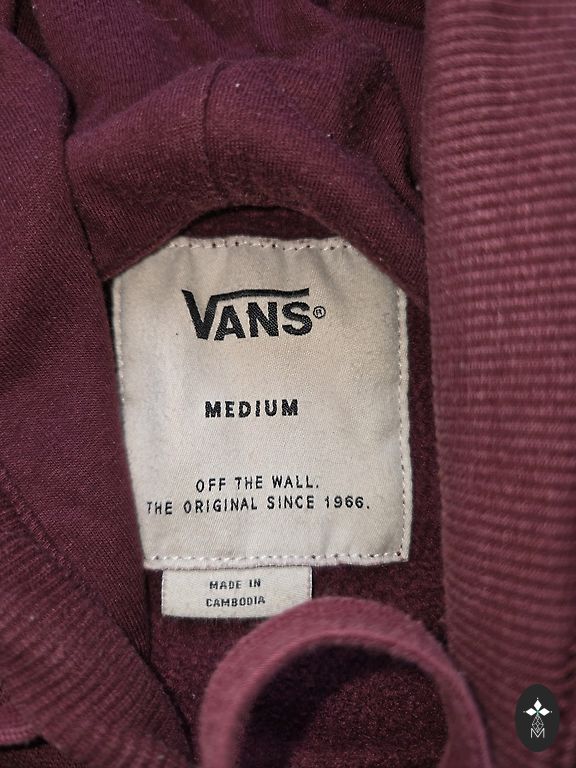 VANS®
MEDIUM
OFF THE WALL.
THE ORIGINAL SINCE 1966.
MADE IN
CAMBODIA
M